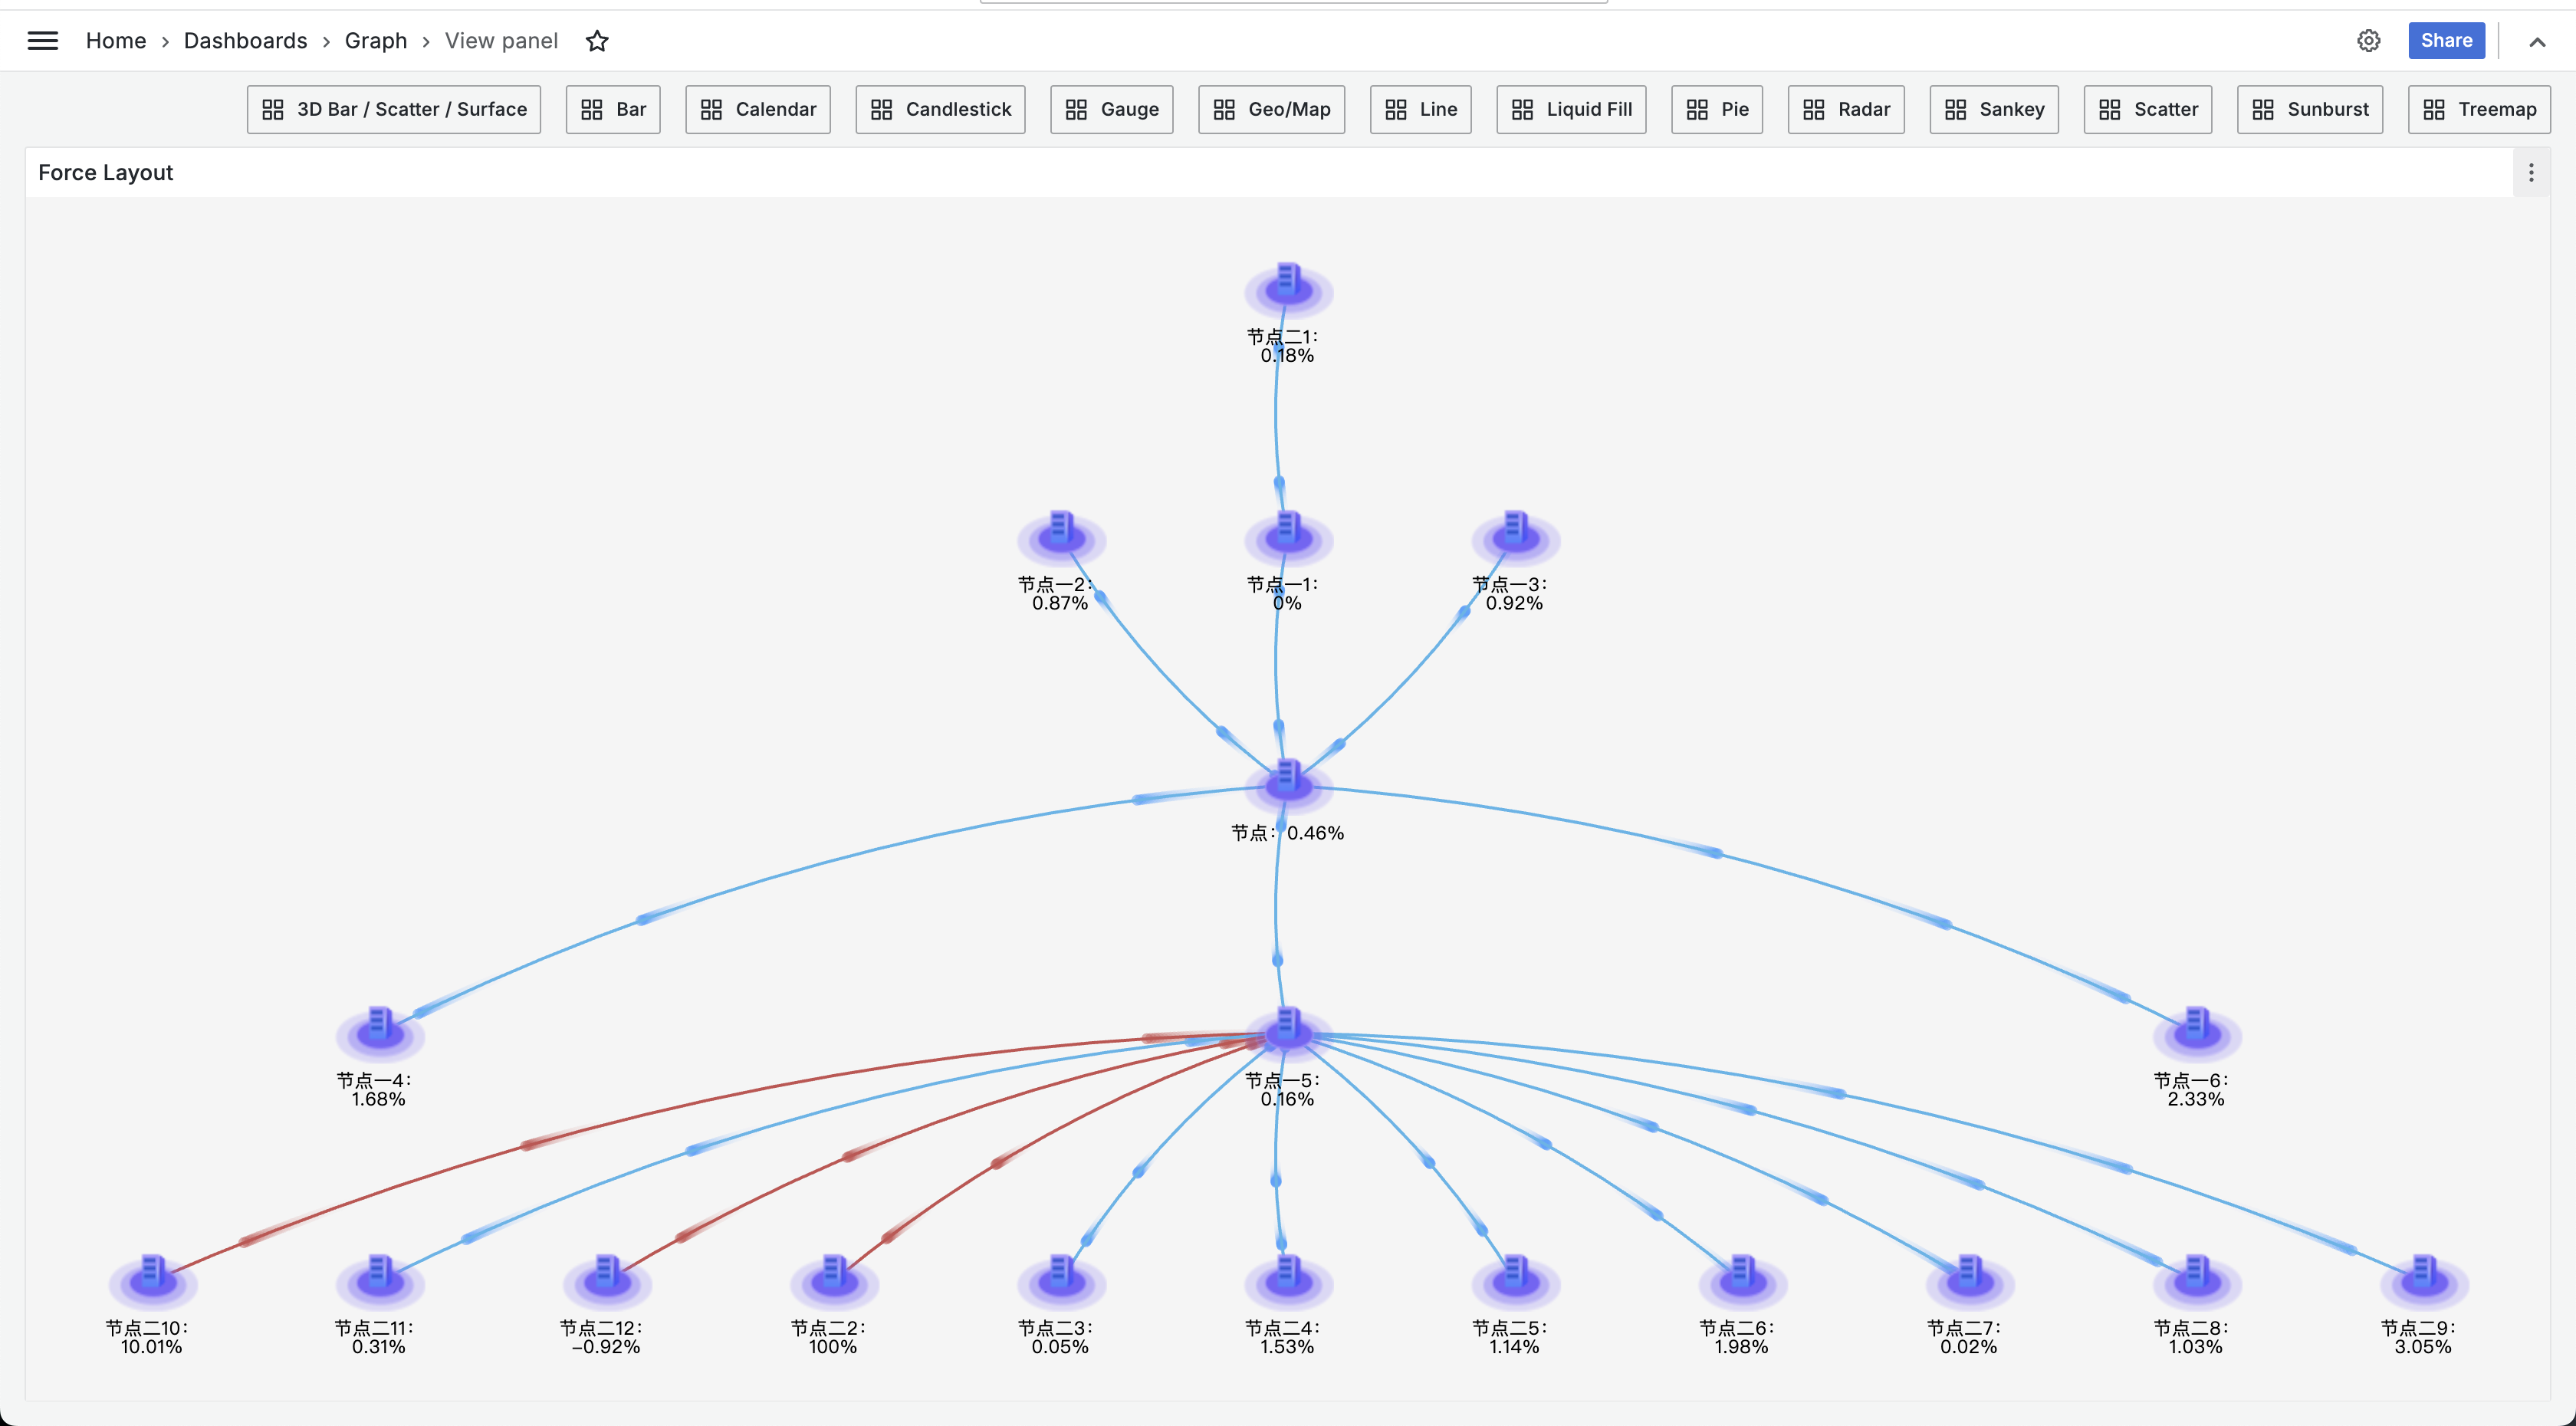 Home › Dashboards › Graph › View panel
Share
3D Bar / Scatter / Surface
Bar
Calendar
Candlestick
Gauge
Geo/Map
Line
Liquid Fill
Pie
Radar
Sankey
Scatter
Sunburst
Treemap
Force Layout
节点二1:
0.18%
节点一2:
0.87%
节点一1:
0%
节点一3:
0.92%
节点: 0.46%
节点一4:
1.68%
节点一5:
0.16%
节点一6:
2.33%
节点二10:
10.01%
节点二11:
0.31%
节点二12:
−0.92%
节点二2:
100%
节点二3:
0.05%
节点二4:
1.53%
节点二5:
1.14%
节点二6:
1.98%
节点二7:
0.02%
节点二8:
1.03%
节点二9:
3.05%